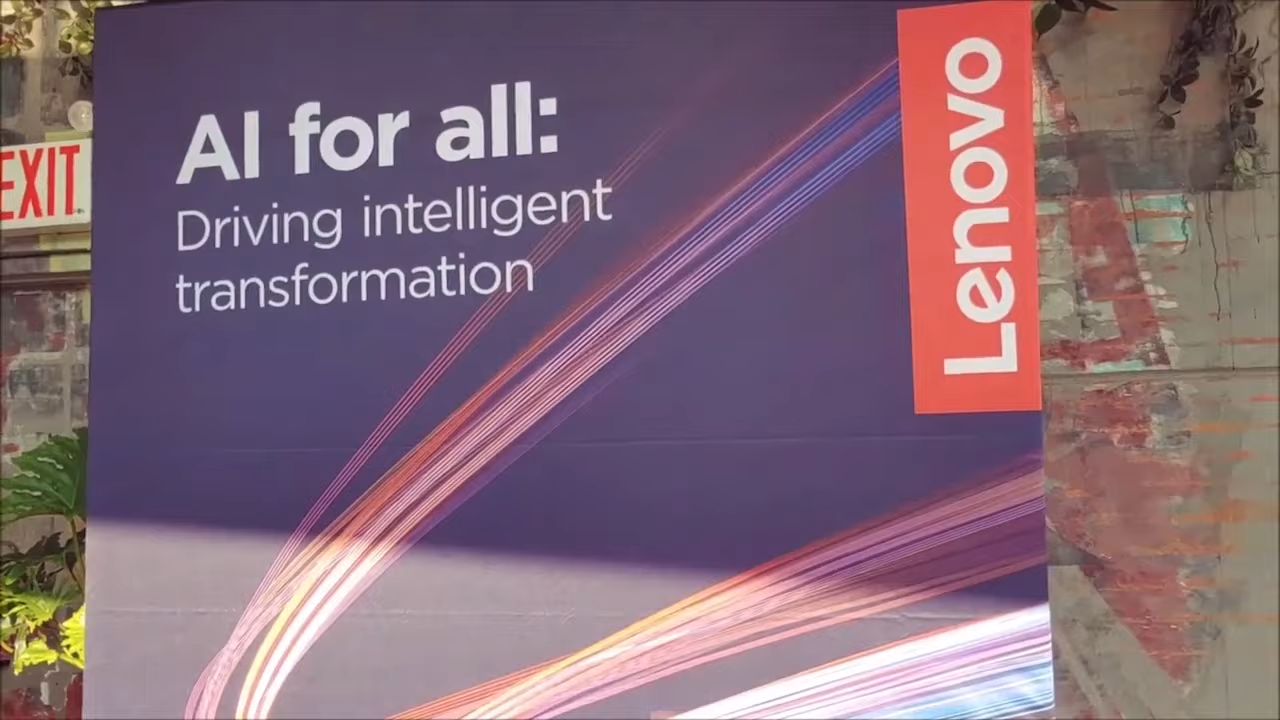 AI for all:
Driving intelligent
transformation
Lenovo
EXIT